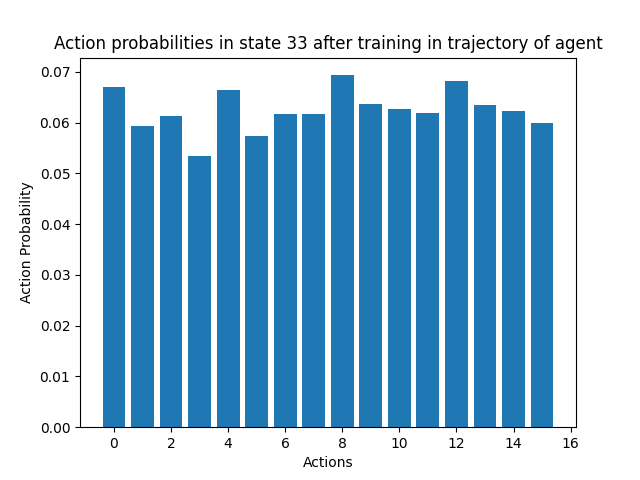 Action probabilities in state 33 after training in trajectory of agent
0.07
0.06
0.05
0.04
0.03
0.02
0.01
0.00
Action Probability
0 2 4 6 8 10 12 14 16
Actions